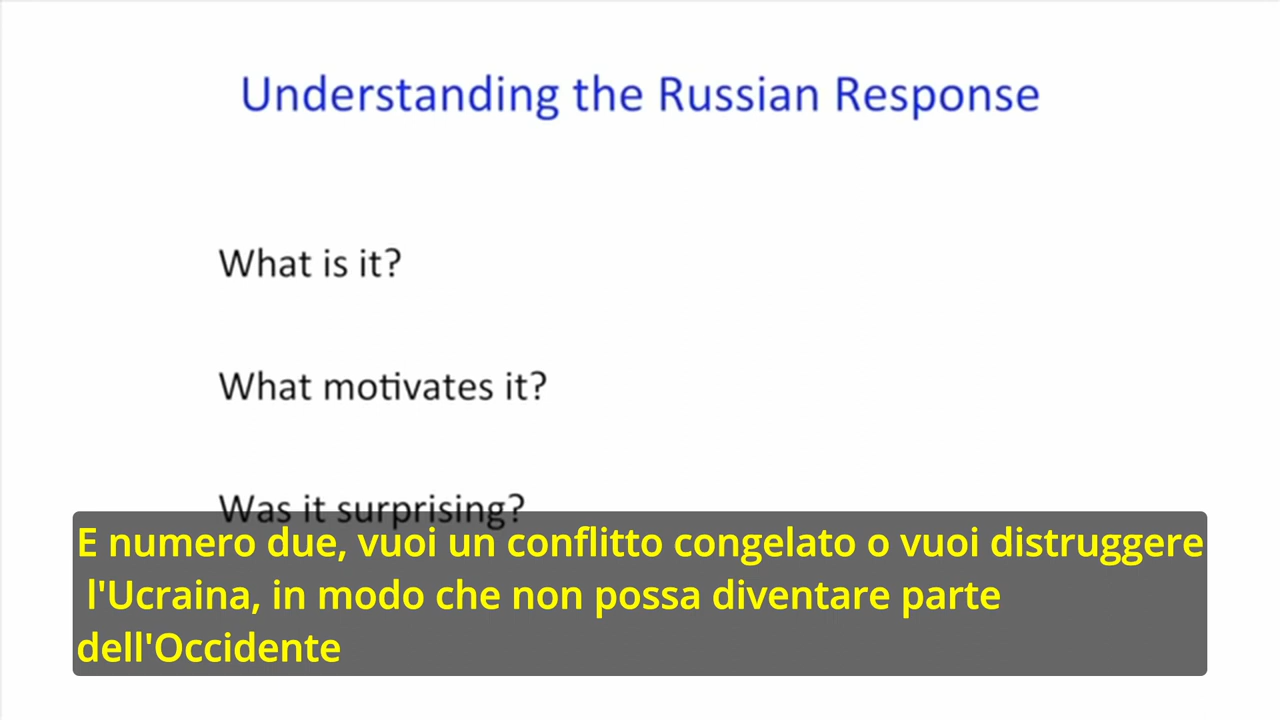 Understanding the Russian Response
What is it?
What motivates it?
Was it surprising?
E numero due, vuoi un conflitto congelato o vuoi distruggere
l'Ucraina, in modo che non possa diventare parte
dell'Occidente